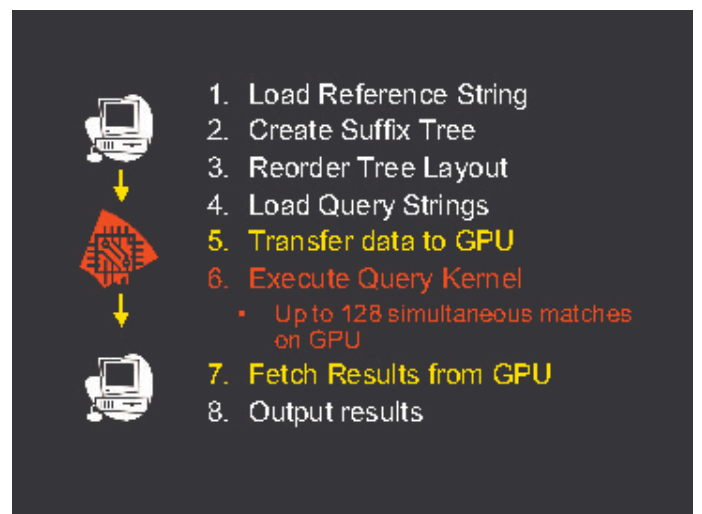 1. Load Reference String
2. Create Suffix Tree
3. Reorder Tree Layout
4. Load Query Strings
5. Transfer data to GPU
6. Execute Query Kernel
▪ Up to 128 simultaneous matches
on GPU
7. Fetch Results from GPU
8. Output results